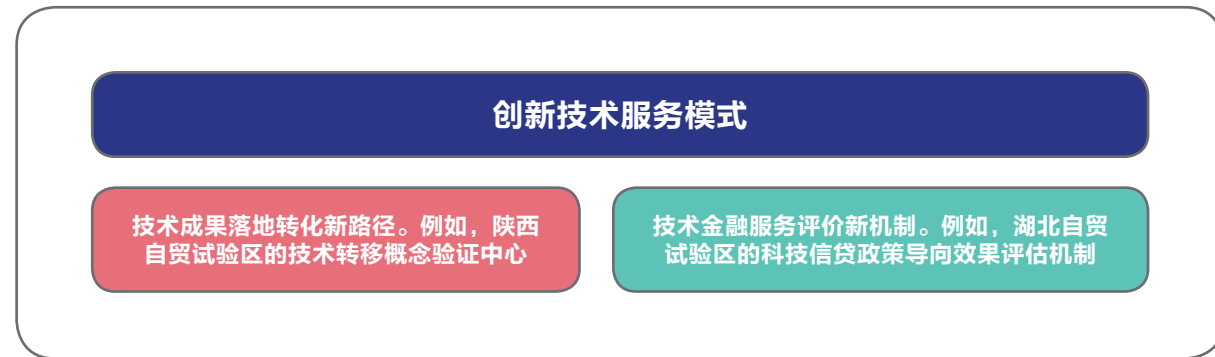 创新技术服务模式
技术成果落地转化新路径。例如，陕西
自贸试验区的技术转移概念验证中心
技术金融服务评价新机制。例如，湖北自贸
试验区的科技信贷政策导向效果评估机制